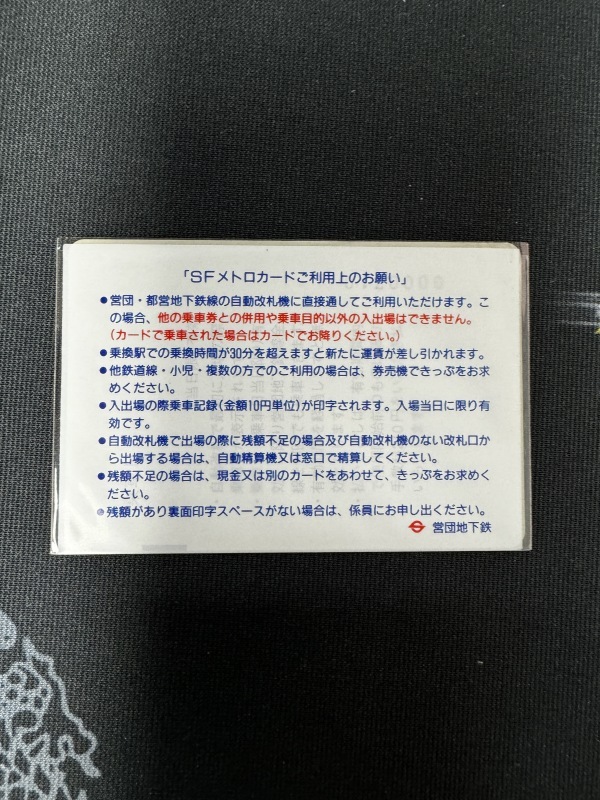 「SFメトロカードご利用上のお願い」
●営団・都営地下鉄線の自動改札機に直接通してご利用いただけます。こ
の場合、他の乗車券との併用や乗車目的以外の入出場はできません。
(カードで乗車された場合はカードでお降りください。)
●乗換駅での乗換時間が30分を超えますと新たに運賃が差し引かれます。
●他鉄道線・小児・複数の方でのご利用の場合は、券売機できっぷをお求
めください。
●入出場の際乗車記録(金額10円単位)が印字されます。入場当日に限り有
効です。
●自動改札機で出場の際に残額不足の場合及び自動改札機のない改札口か
ら出場する場合は、自動精算機又は窓口で精算してください。
●残額不足の場合は、現金又は別のカードをあわせて、きっぷをお求めく
ださい。
●残額があり裏面印字スペースがない場合は、係員にお申し出ください。
営団地下鉄